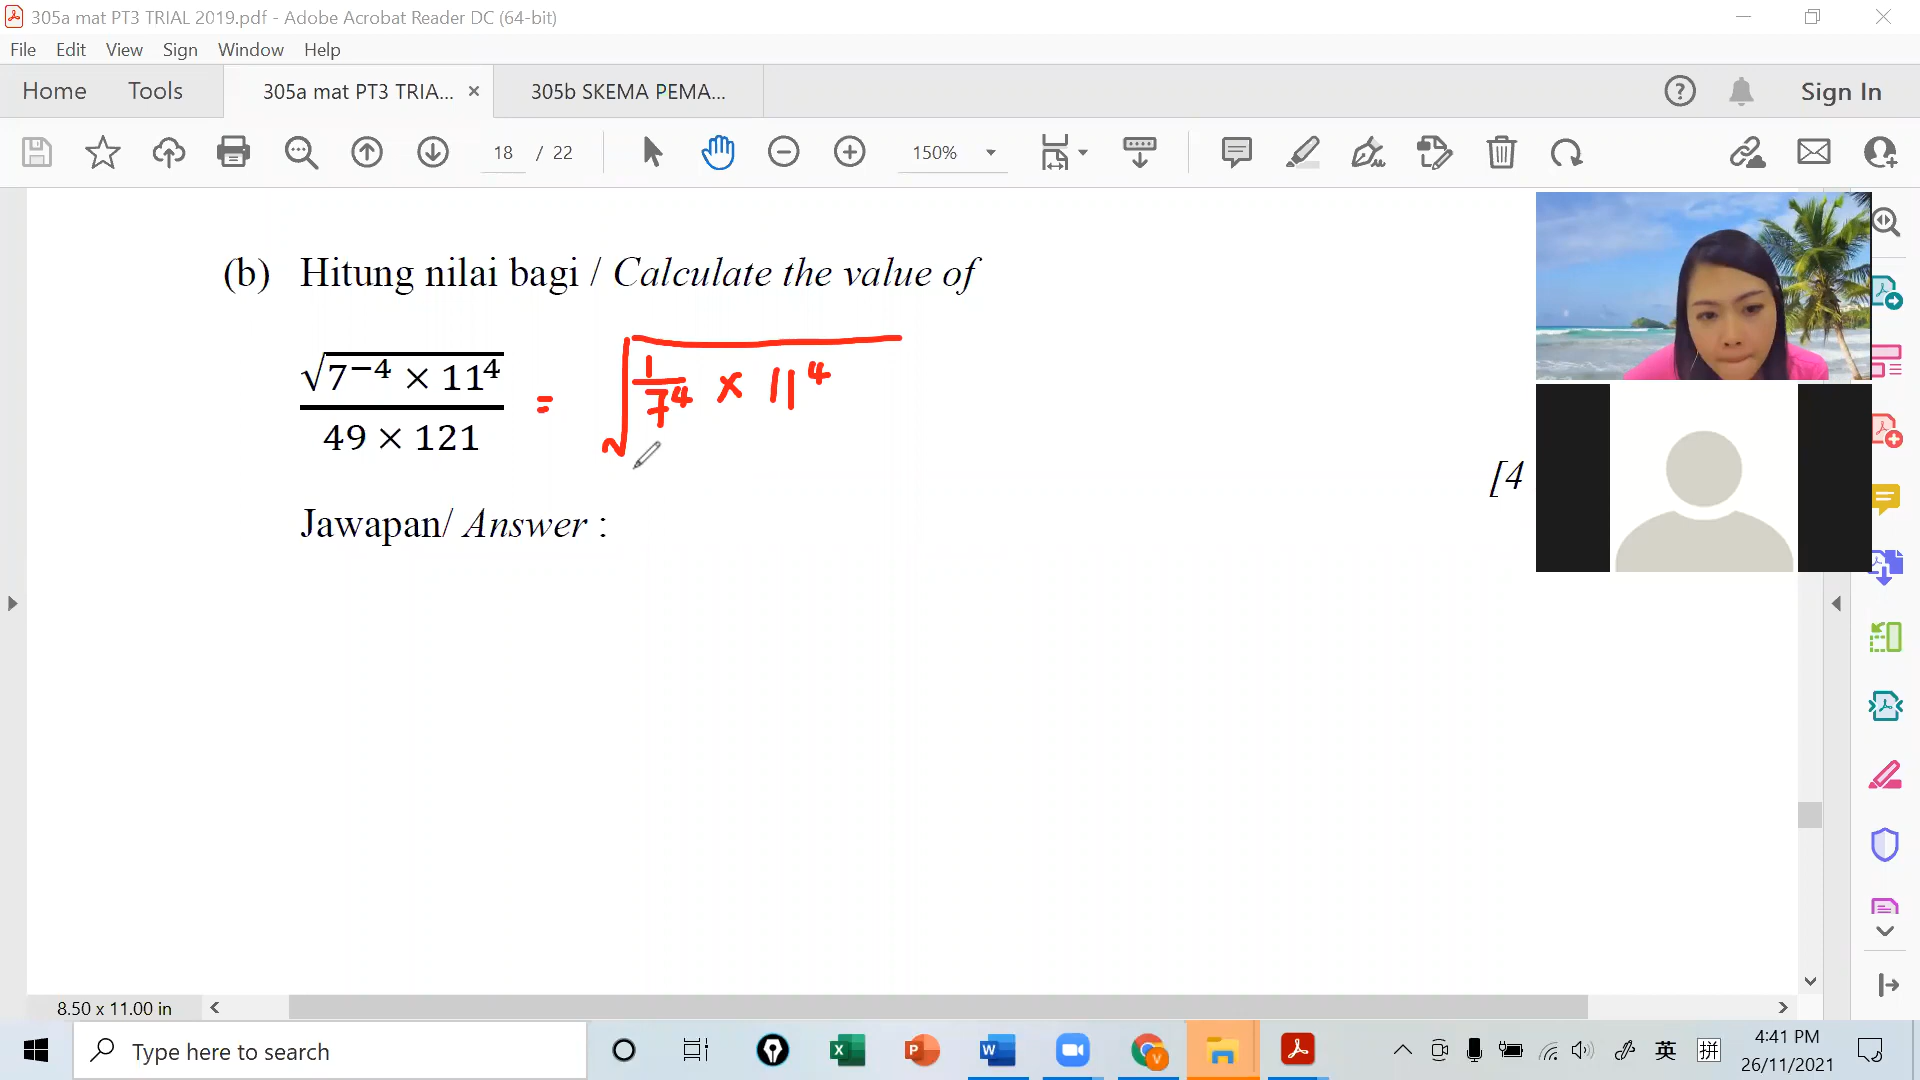 305a mat PT3 TRIAL 2019.pdf - Adobe Acrobat Reader DC (64-bit)
File Edit View Sign Window Help
Home Tools 305a mat PT3 TRIA... × 305b SKEMA PEMA... Sign In
18 / 22 150%
(b) Hitung nilai bagi / Calculate the value of
√(7⁻⁴ × 11⁴) / (49 × 121) = √(1/7⁴ × 11⁴)
[4
Jawapan/ Answer :
8.50 x 11.00 in
Type here to search
英 拼
4:41 PM
26/11/2021